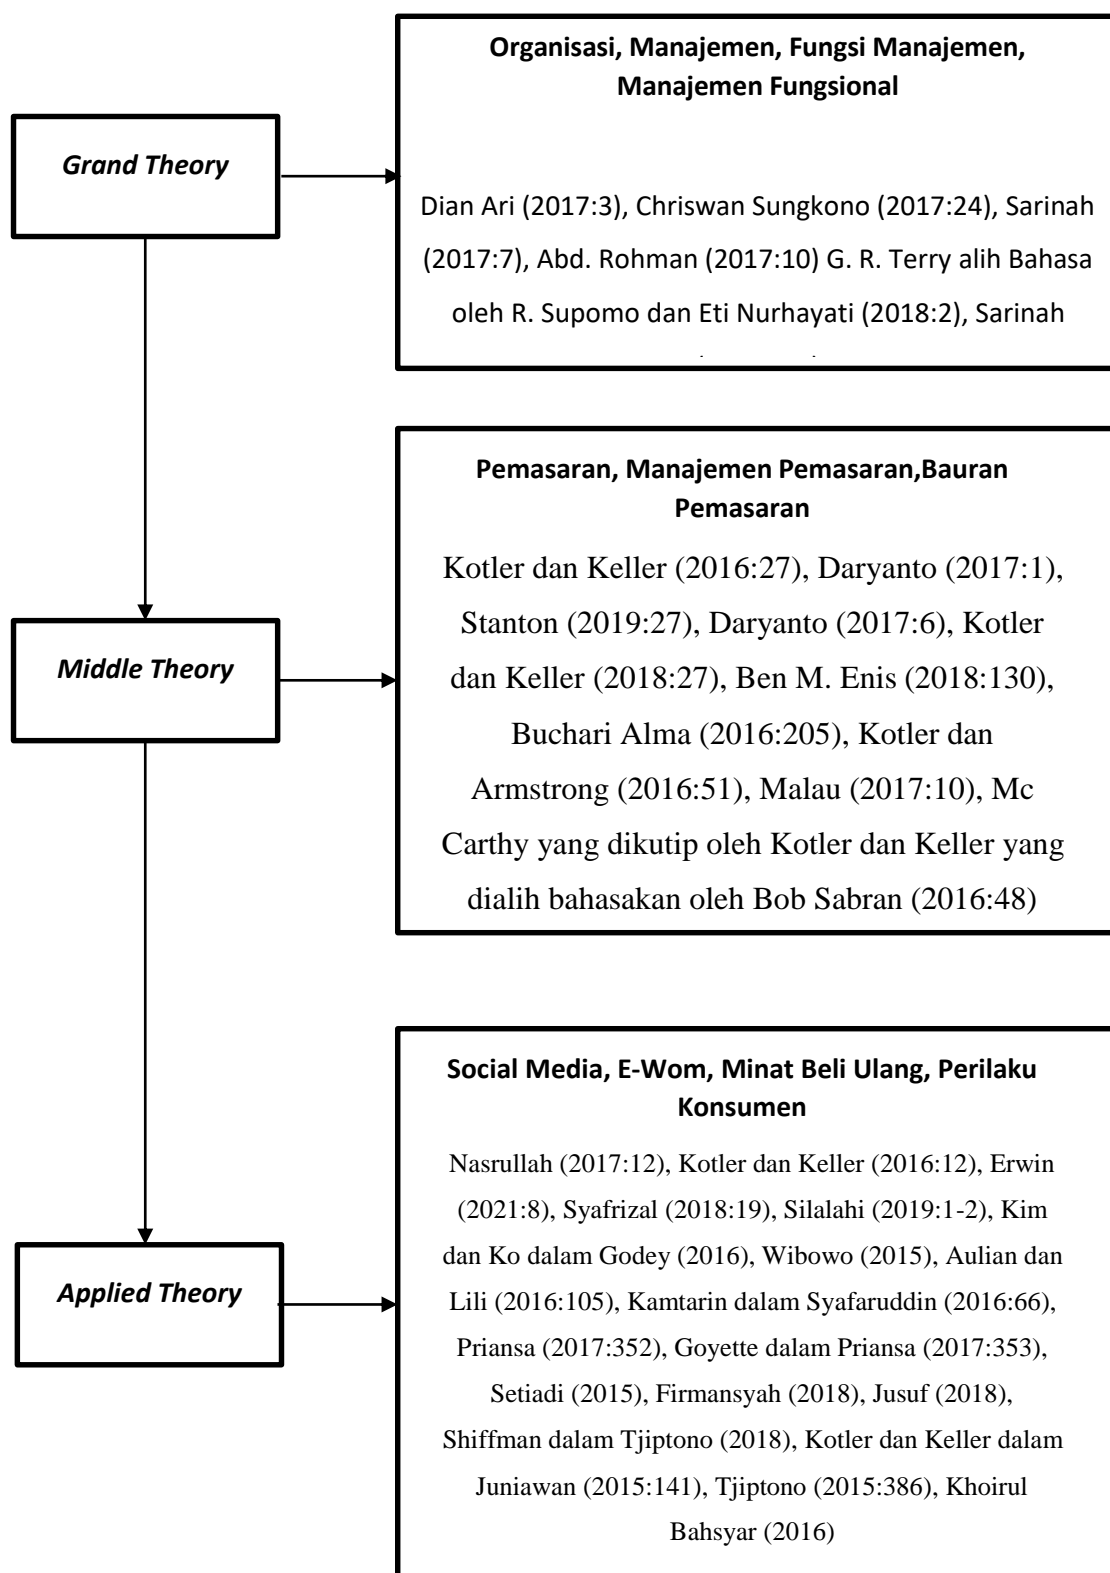 Organisasi, Manajemen, Fungsi Manajemen,
Manajemen Fungsional
Grand Theory
Dian Ari (2017:3), Chriswan Sungkono (2017:24), Sarinah
(2017:7), Abd. Rohman (2017:10) G. R. Terry alih Bahasa
oleh R. Supomo dan Eti Nurhayati (2018:2), Sarinah
Pemasaran, Manajemen Pemasaran,Bauran
Pemasaran
Middle Theory
Kotler dan Keller (2016:27), Daryanto (2017:1),
Stanton (2019:27), Daryanto (2017:6), Kotler
dan Keller (2018:27), Ben M. Enis (2018:130),
Buchari Alma (2016:205), Kotler dan
Armstrong (2016:51), Malau (2017:10), Mc
Carthy yang dikutip oleh Kotler dan Keller yang
dialih bahasakan oleh Bob Sabran (2016:48)
Social Media, E-Wom, Minat Beli Ulang, Perilaku
Konsumen
Applied Theory
Nasrullah (2017:12), Kotler dan Keller (2016:12), Erwin
(2021:8), Syafrizal (2018:19), Silalahi (2019:1-2), Kim
dan Ko dalam Godey (2016), Wibowo (2015), Aulian dan
Lili (2016:105), Kamtarin dalam Syafaruddin (2016:66),
Priansa (2017:352), Goyette dalam Priansa (2017:353),
Setiadi (2015), Firmansyah (2018), Jusuf (2018),
Shiffman dalam Tjiptono (2018), Kotler dan Keller dalam
Juniawan (2015:141), Tjiptono (2015:386), Khoirul
Bahsyar (2016)